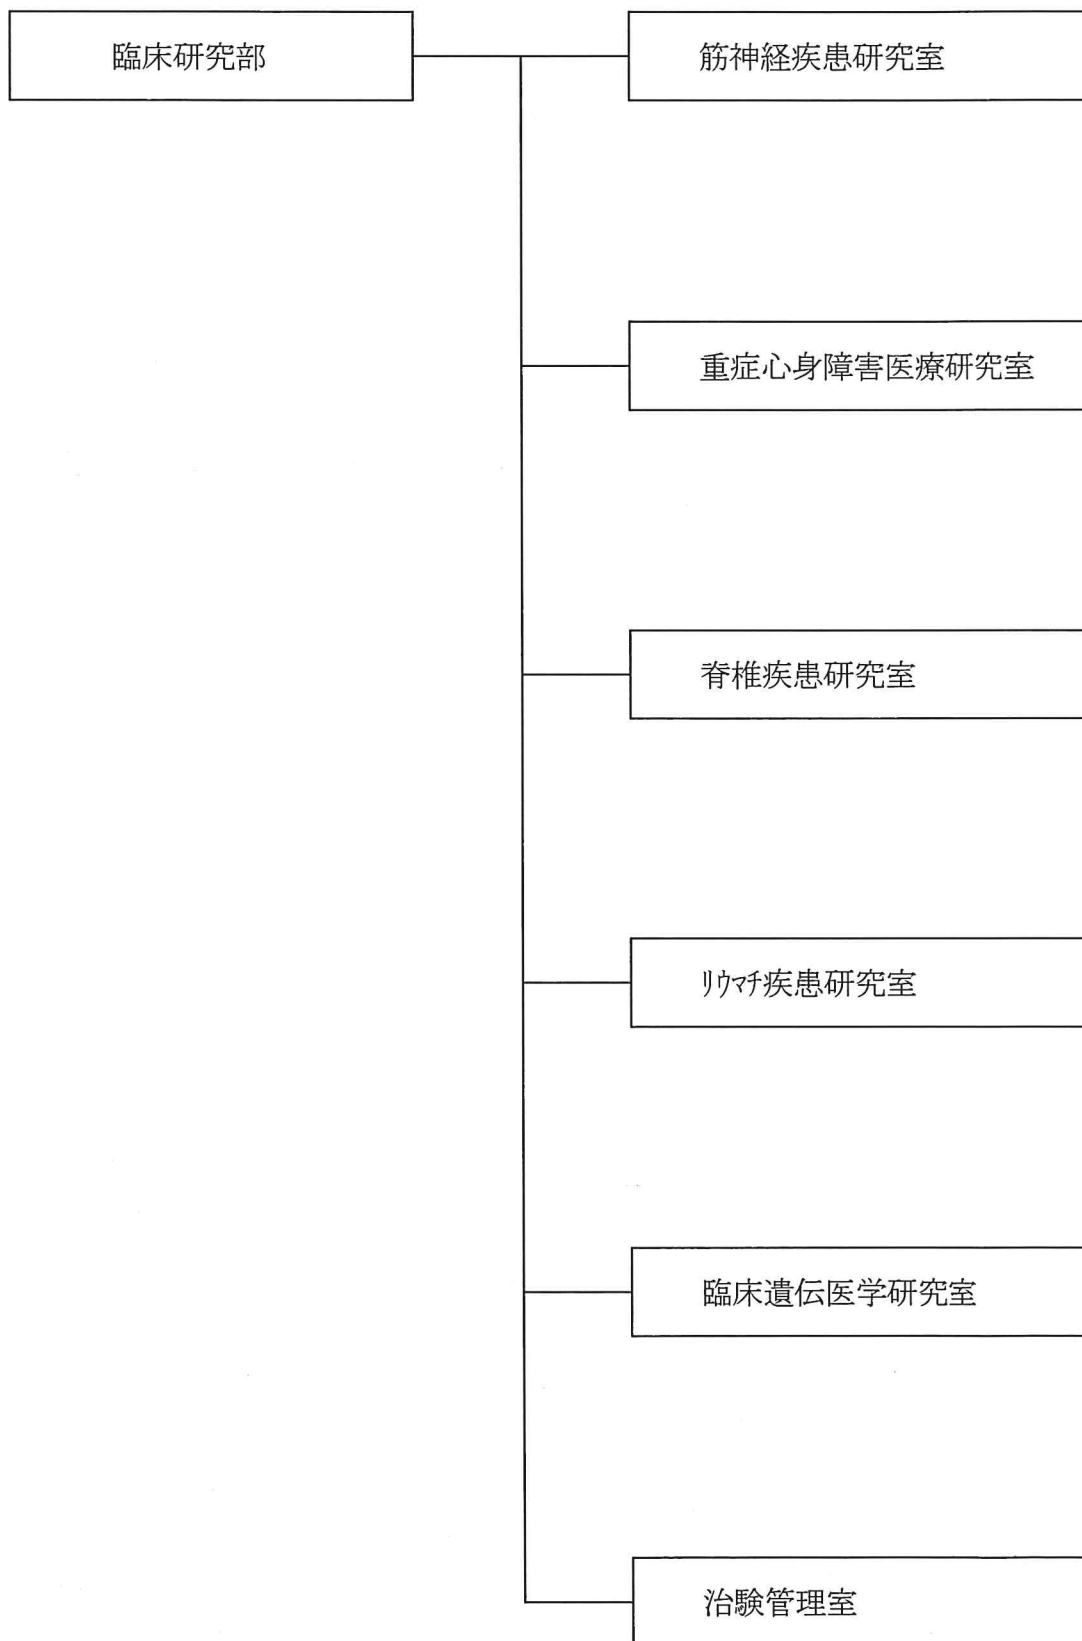 臨床研究部
筋神経疾患研究室
重症心身障害医療研究室
脊椎疾患研究室
ﾘｳﾏﾁ疾患研究室
臨床遺伝医学研究室
治験管理室